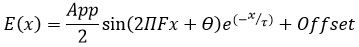 E(x) = App/2 sin(2ΠFx + Θ)e^(−x/τ) + Offset